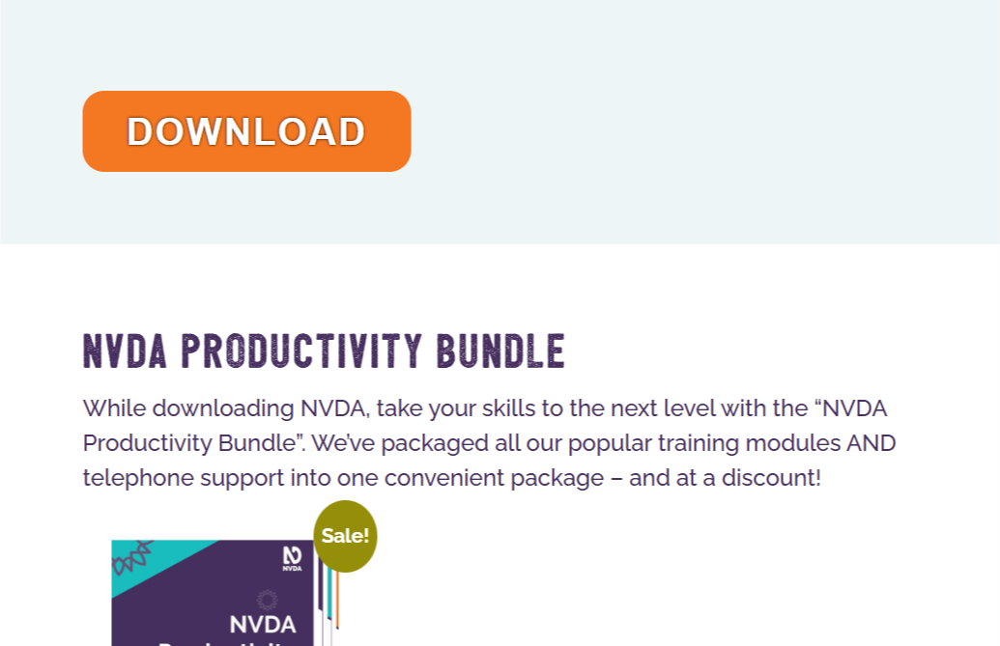 DOWNLOAD
NVDA PRODUCTIVITY BUNDLE
While downloading NVDA, take your skills to the next level with the “NVDA
Productivity Bundle”. We’ve packaged all our popular training modules AND
telephone support into one convenient package – and at a discount!
Sale!
NVDA
NVDA
Productivity